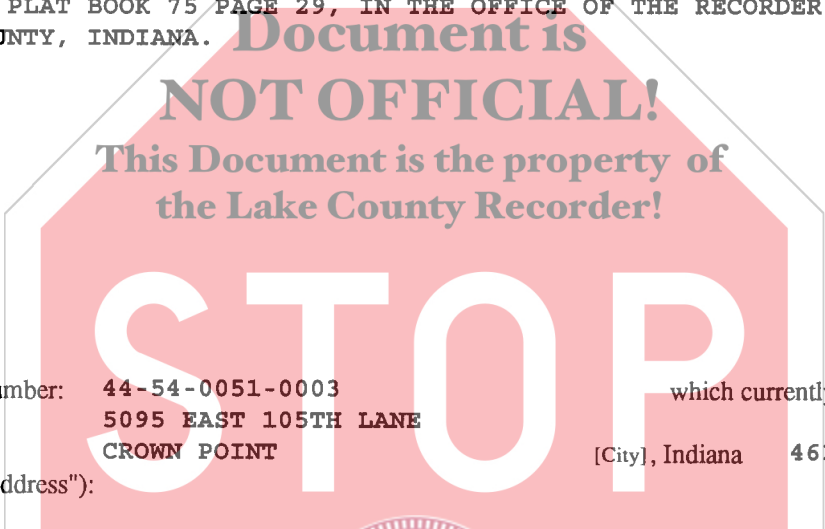 PLAT BOOK 75 PAGE 29, IN THE OFFICE OF THE RECORDER
UNTY, INDIANA.
Document is
NOT OFFICIAL!
This Document is the property of
the Lake County Recorder!
STOP
umber: 44-54-0051-0003 which currently
5095 EAST 105TH LANE
CROWN POINT [City], Indiana 463
ddress"):